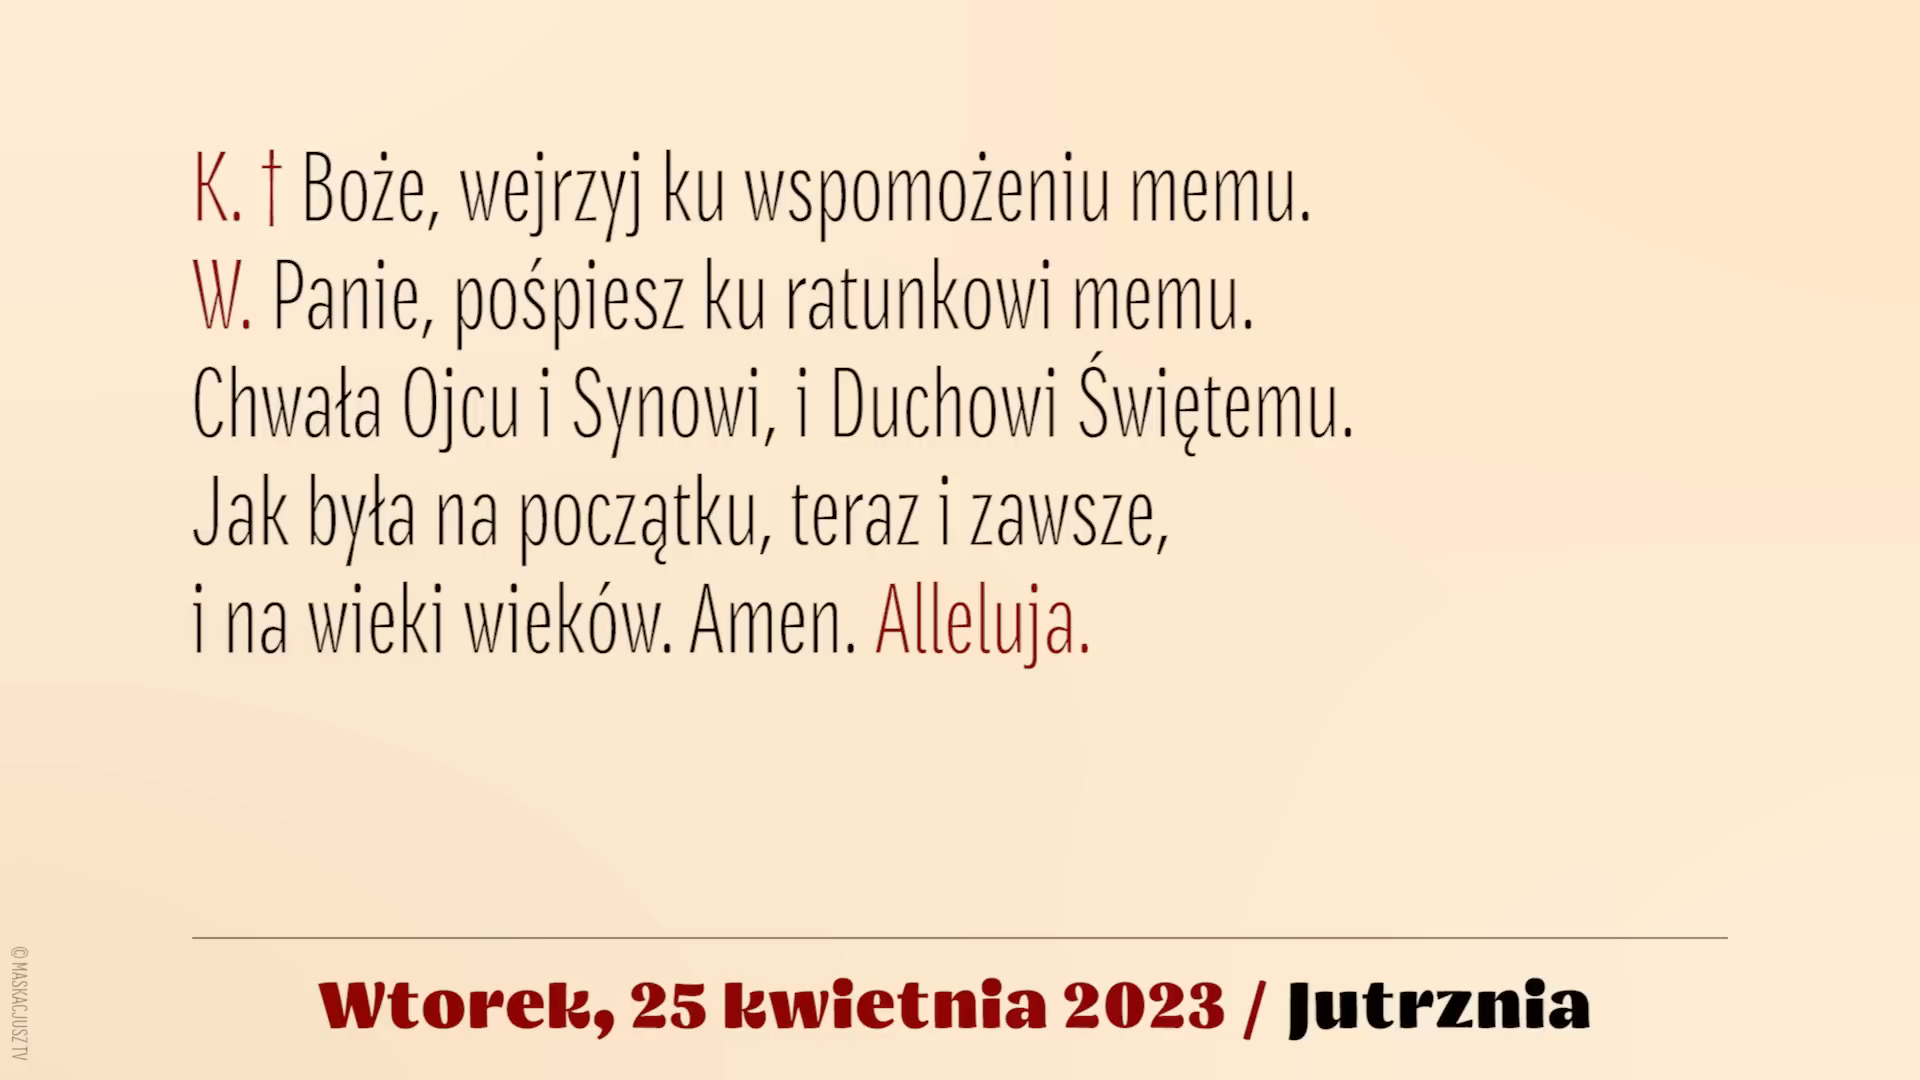 K. † Boże, wejrzyj ku wspomożeniu memu.
W. Panie, pośpiesz ku ratunkowi memu.
Chwała Ojcu i Synowi, i Duchowi Świętemu.
Jak była na początku, teraz i zawsze,
i na wieki wieków. Amen. Alleluja.
Wtorek, 25 kwietnia 2023 / Jutrznia
© MASKACJUSZ TV